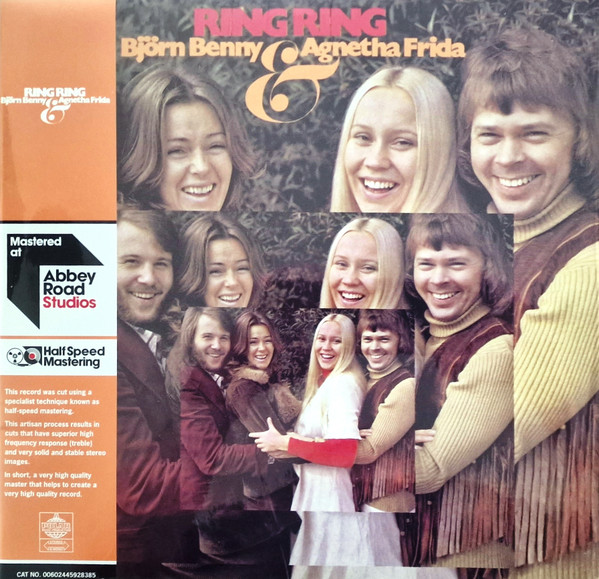 RING RING
Björn Benny & Agnetha Frida
RING RING
Björn Benny & Agnetha Frida
Mastered
at
Abbey
Road
Studios
Half Speed
Mastering
This record was cut using a
specialist technique known as
half-speed mastering.
This artisan process results in
cuts that have superior high
frequency response (treble)
and very solid and stable stereo
images.
In short, a very high quality
master that helps to create a
very high quality record.
POLAR
CAT NO. 00602445928385